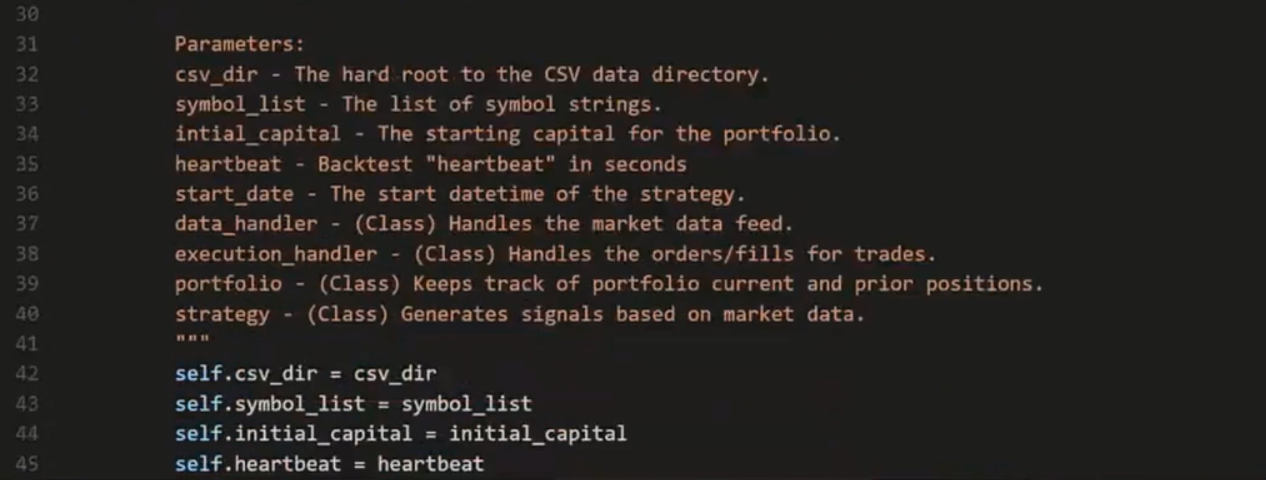 30
31 Parameters:
32 csv_dir - The hard root to the CSV data directory.
33 symbol_list - The list of symbol strings.
34 intial_capital - The starting capital for the portfolio.
35 heartbeat - Backtest "heartbeat" in seconds
36 start_date - The start datetime of the strategy.
37 data_handler - (Class) Handles the market data feed.
38 execution_handler - (Class) Handles the orders/fills for trades.
39 portfolio - (Class) Keeps track of portfolio current and prior positions.
40 strategy - (Class) Generates signals based on market data.
41 """
42 self.csv_dir = csv_dir
43 self.symbol_list = symbol_list
44 self.initial_capital = initial_capital
45 self.heartbeat = heartbeat